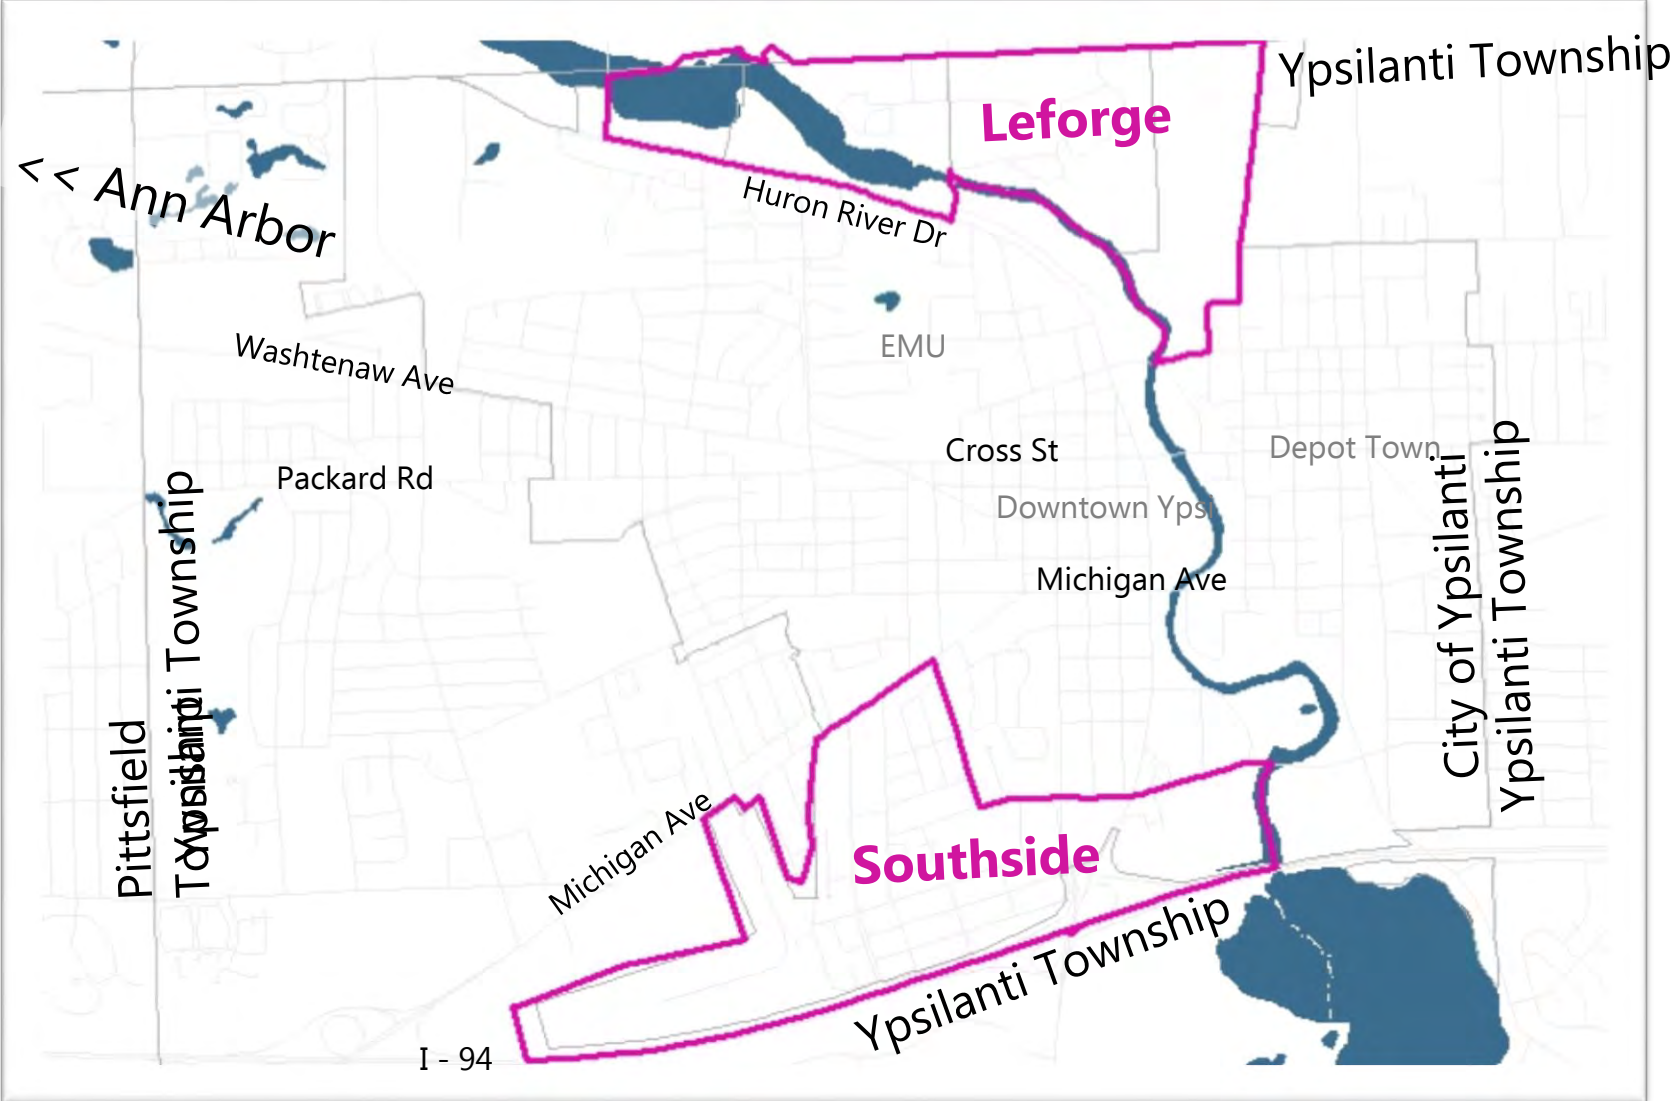 Ypsilanti Township
Leforge
<< Ann Arbor
Huron River Dr
Washtenaw Ave
EMU
Cross St
Depot Town
Packard Rd
Downtown Ypsi
Michigan Ave
City of Ypsilanti
Ypsilanti Township
Pittsfield
Township
Ypsilanti Township
Michigan Ave
Southside
Ypsilanti Township
I - 94